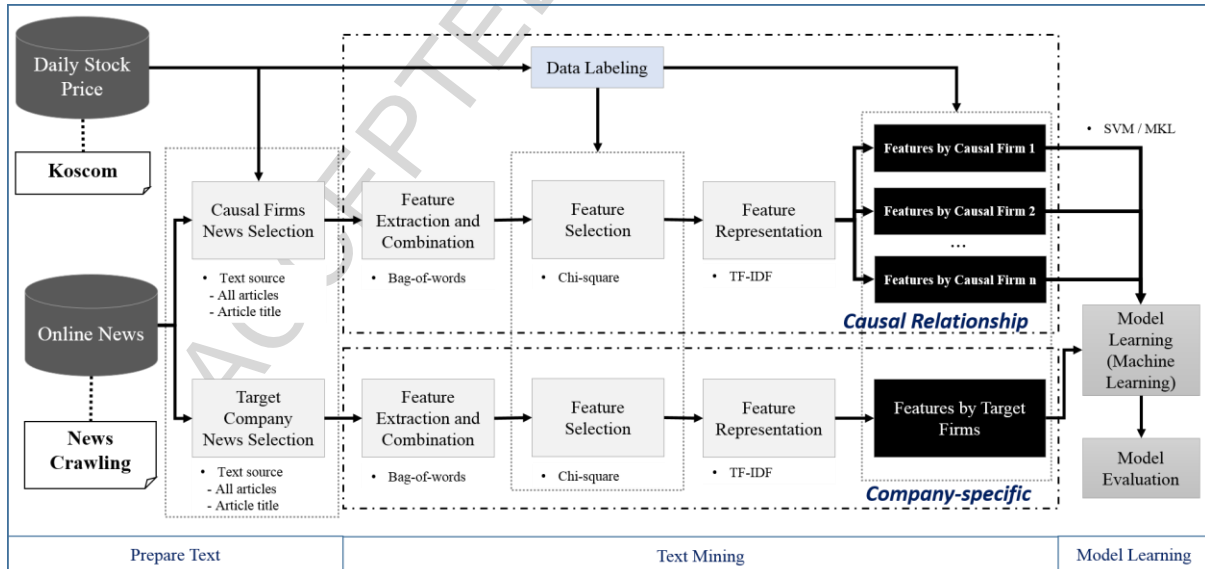 Daily Stock
Price
Koscom
Online News
News
Crawling
Causal Firms
News Selection
• Text source
- All articles
- Article title
Target
Company
News Selection
• Text source
- All articles
- Article title
Data Labeling
Feature
Extraction and
Combination
• Bag-of-words
Feature
Selection
• Chi-square
Feature
Representation
• TF-IDF
Features by Causal Firm 1
Features by Causal Firm 2
...
Features by Causal Firm n
Causal Relationship
Feature
Extraction and
Combination
• Bag-of-words
Feature
Selection
• Chi-square
Feature
Representation
• TF-IDF
Features by Target
Firms
Company-specific
• SVM / MKL
Model
Learning
(Machine
Learning)
Model
Evaluation
Prepare Text
Text Mining
Model Learning